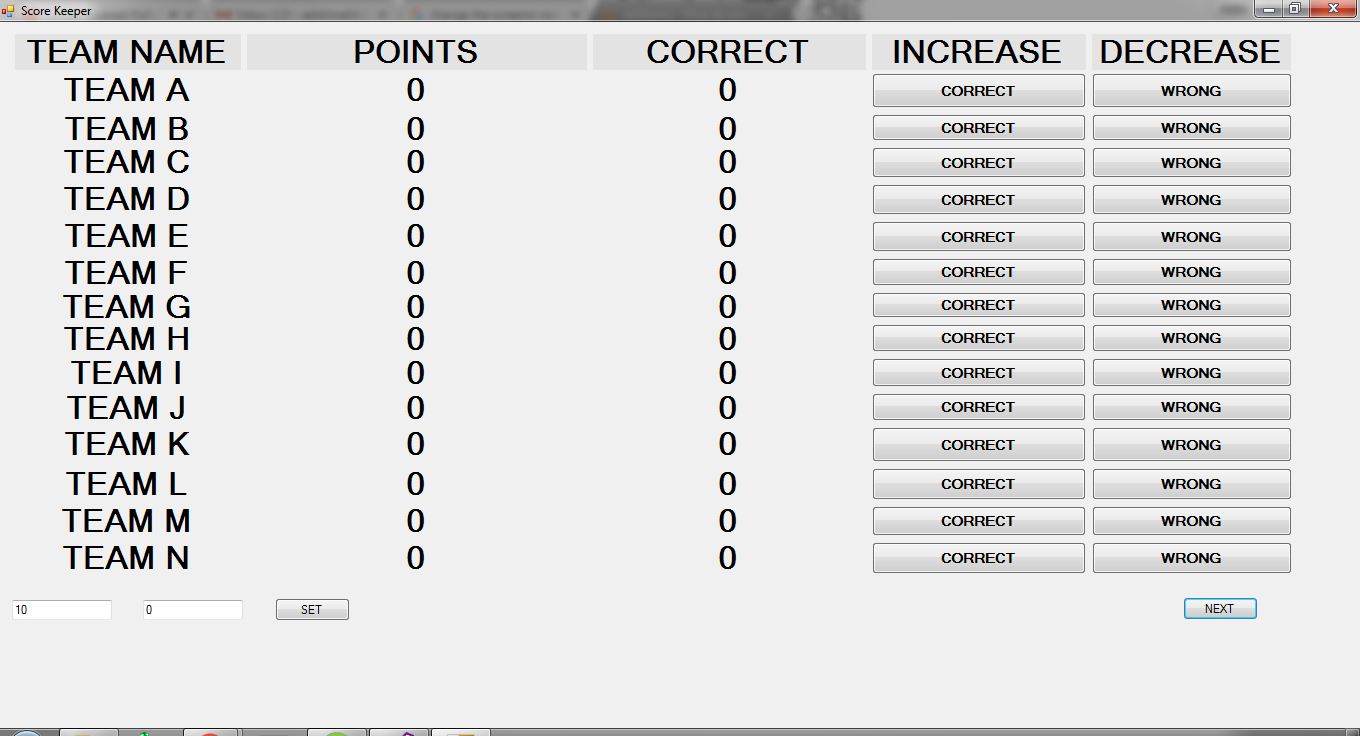 Score Keeper
TEAM NAME POINTS CORRECT INCREASE DECREASE
TEAM A 0 0 CORRECT WRONG
TEAM B 0 0 CORRECT WRONG
TEAM C 0 0 CORRECT WRONG
TEAM D 0 0 CORRECT WRONG
TEAM E 0 0 CORRECT WRONG
TEAM F 0 0 CORRECT WRONG
TEAM G 0 0 CORRECT WRONG
TEAM H 0 0 CORRECT WRONG
TEAM I 0 0 CORRECT WRONG
TEAM J 0 0 CORRECT WRONG
TEAM K 0 0 CORRECT WRONG
TEAM L 0 0 CORRECT WRONG
TEAM M 0 0 CORRECT WRONG
TEAM N 0 0 CORRECT WRONG
10 0 SET NEXT